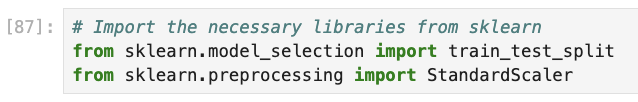 [87]: # Import the necessary libraries from sklearn
from sklearn.model_selection import train_test_split
from sklearn.preprocessing import StandardScaler